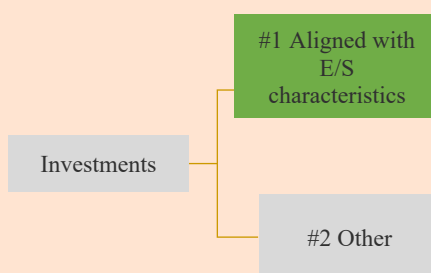 #1 Aligned with
E/S
characteristics
Investments
#2 Other